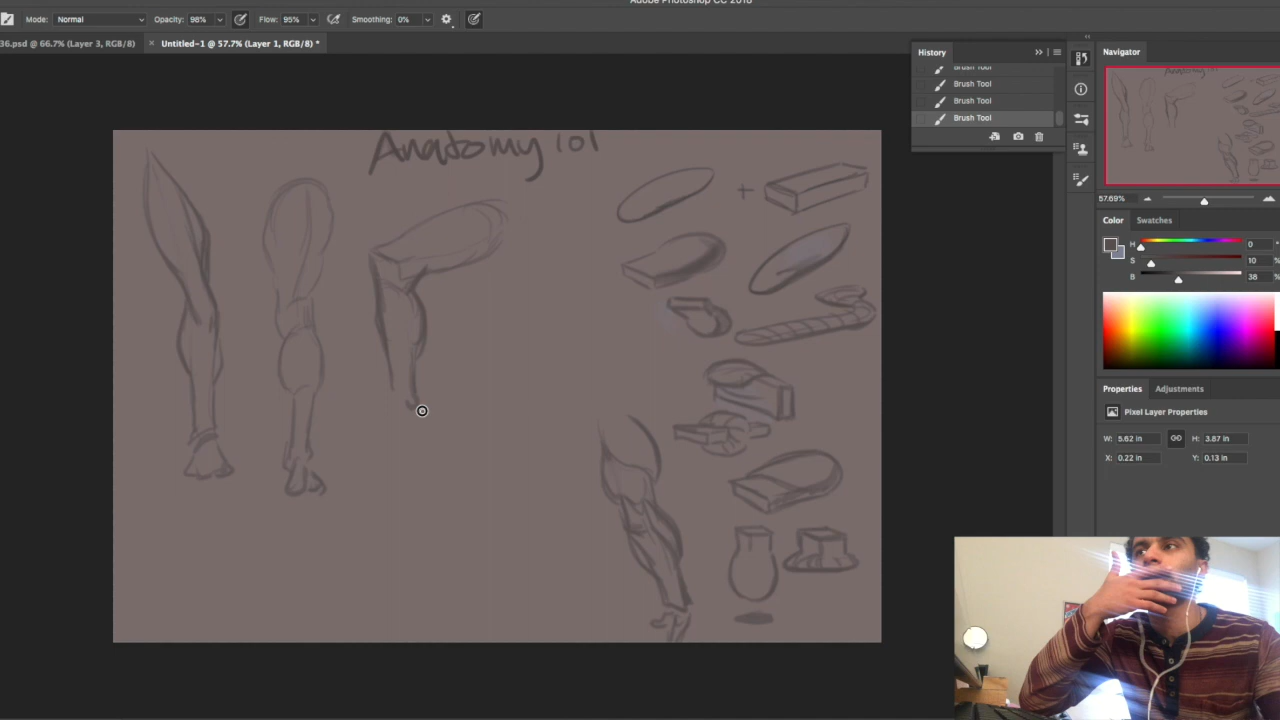 Adobe Photoshop CC 2018
Mode: Normal Opacity: 98% Flow: 95% Smoothing: 0%
36.psd @ 66.7% (Layer 3, RGB/8) × Untitled-1 @ 57.7% (Layer 1, RGB/8) *
History
Brush Tool
Brush Tool
Brush Tool
Brush Tool
Navigator
57.69%
Color Swatches
H 0 °
S 10 %
B 38 %
Properties Adjustments
Pixel Layer Properties
W: 5.62 in H: 3.87 in
X: 0.22 in Y: 0.13 in
Anatomy 101
+